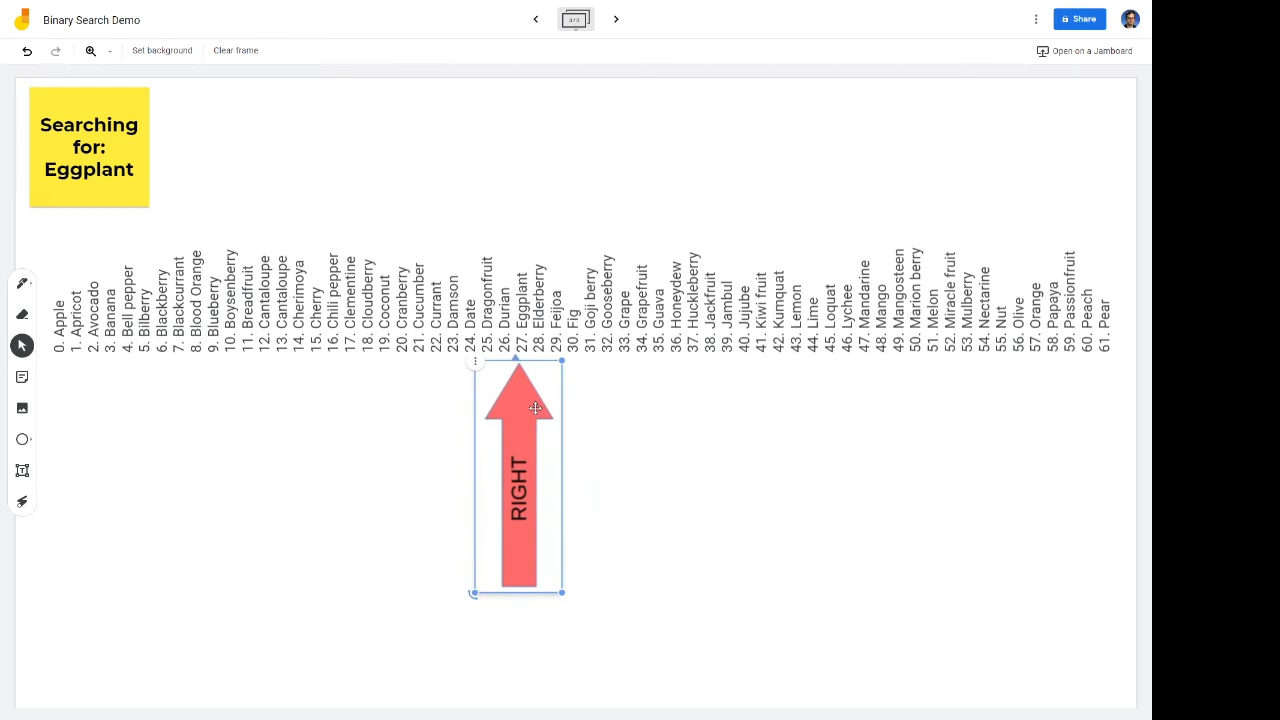 Binary Search Demo
3 / 3
Share
Set background
Clear frame
Open on a Jamboard
Searching
for:
Eggplant
0. Apple
1. Apricot
2. Avocado
3. Banana
4. Bell pepper
5. Bilberry
6. Blackberry
7. Blackcurrant
8. Blood Orange
9. Blueberry
10. Boysenberry
11. Breadfruit
12. Cantaloupe
13. Cantaloupe
14. Cherimoya
15. Cherry
16. Chili pepper
17. Clementine
18. Cloudberry
19. Coconut
20. Cranberry
21. Cucumber
22. Currant
23. Damson
24. Date
25. Dragonfruit
26. Durian
27. Eggplant
28. Elderberry
29. Feijoa
30. Fig
31. Goji berry
32. Gooseberry
33. Grape
34. Grapefruit
35. Guava
36. Honeydew
37. Huckleberry
38. Jackfruit
39. Jambul
40. Jujube
41. Kiwi fruit
42. Kumquat
43. Lemon
44. Lime
45. Loquat
46. Lychee
47. Mandarine
48. Mango
49. Mangosteen
50. Marion berry
51. Melon
52. Miracle fruit
53. Mulberry
54. Nectarine
55. Nut
56. Olive
57. Orange
58. Papaya
59. Passionfruit
60. Peach
61. Pear
RIGHT